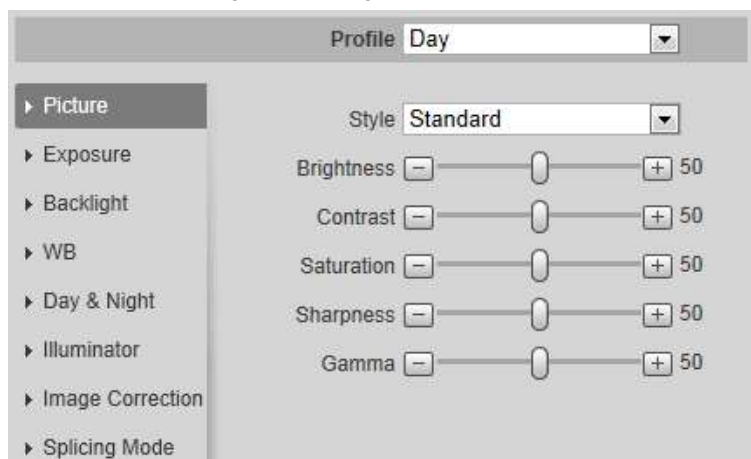 Profile Day
Picture
Exposure
Backlight
WB
Day & Night
Illuminator
Image Correction
Splicing Mode
Style Standard
Brightness 50
Contrast 50
Saturation 50
Sharpness 50
Gamma 50